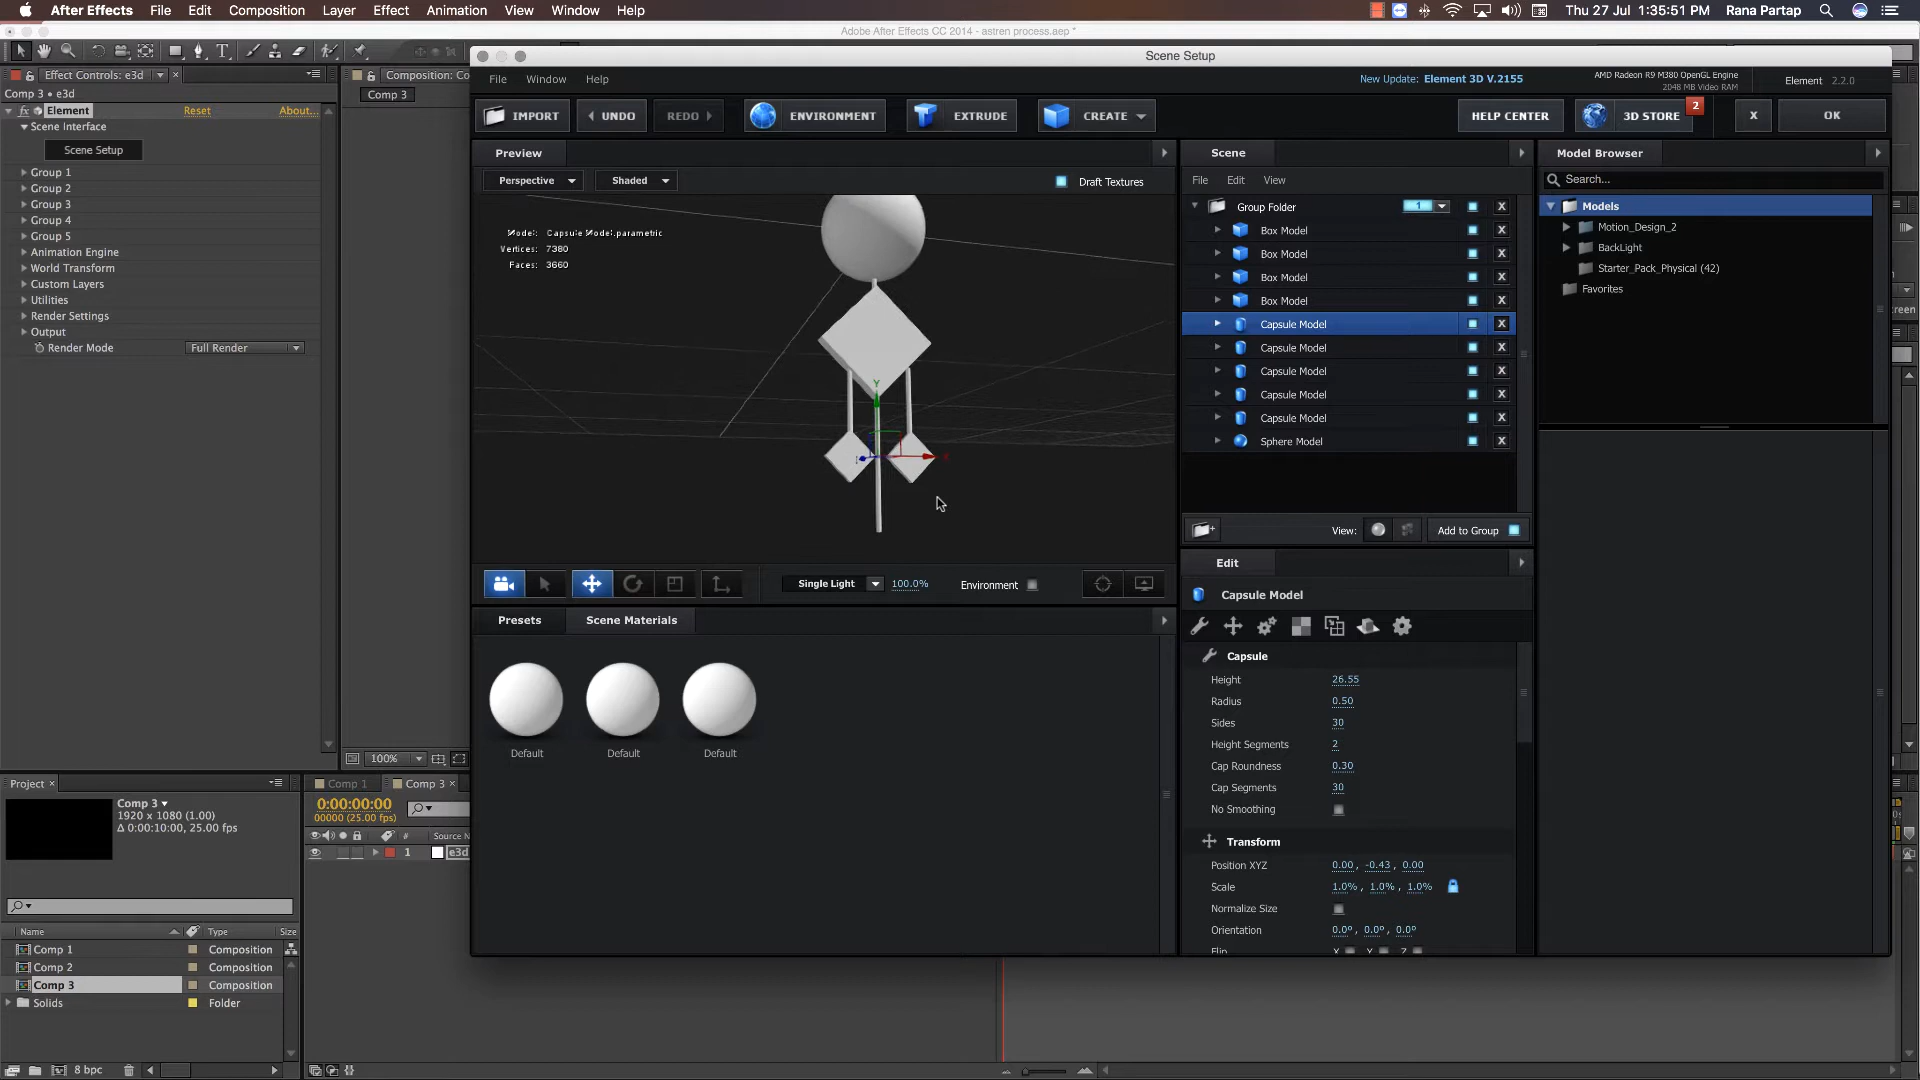 After Effects File Edit Composition Layer Effect Animation View Window Help Thu 27 Jul 1:35:51 PM Rana Partap
Adobe After Effects CC 2014 - astren process.aep *
Effect Controls: e3d
Comp 3 • e3d
fx Element Reset About...
Scene Interface
Scene Setup
Group 1
Group 2
Group 3
Group 4
Group 5
Animation Engine
World Transform
Custom Layers
Utilities
Render Settings
Output
Render Mode Full Render
Composition: Co
Comp 3
100%
Scene Setup
File Window Help
New Update: Element 3D V.2155
AMD Radeon R9 M380 OpenGL Engine
2048 MB Video RAM
Element 2.2.0
IMPORT UNDO REDO ENVIRONMENT EXTRUDE CREATE HELP CENTER 3D STORE 2 X OK
Preview
Perspective Shaded Draft Textures
Model: Capsule Model.parametric
Vertices: 7380
Faces: 3660
Y
X
Single Light 100.0% Environment
Presets Scene Materials
Default Default Default
Scene
File Edit View
Group Folder 1 X
Box Model X
Box Model X
Box Model X
Box Model X
Capsule Model X
Capsule Model X
Capsule Model X
Capsule Model X
Capsule Model X
Sphere Model X
View: Add to Group
Edit
Capsule Model
Capsule
Height 26.55
Radius 0.50
Sides 30
Height Segments 2
Cap Roundness 0.30
Cap Segments 30
No Smoothing
Transform
Position XYZ 0.00, -0.43, 0.00
Scale 1.0%, 1.0%, 1.0%
Normalize Size
Orientation 0.0º, 0.0º, 0.0º
Flip X Y Z
Model Browser
Search...
Models
Motion_Design_2
BackLight
Starter_Pack_Physical (42)
Favorites
Project
Comp 3
1920 x 1080 (1.00)
Δ 0:00:10:00, 25.00 fps
Name Type Size
Comp 1 Composition
Comp 2 Composition
Comp 3 Composition
Solids Folder
8 bpc
Comp 1 Comp 3
0:00:00:00
00000 (25.00 fps)
# Source N
1 e3d